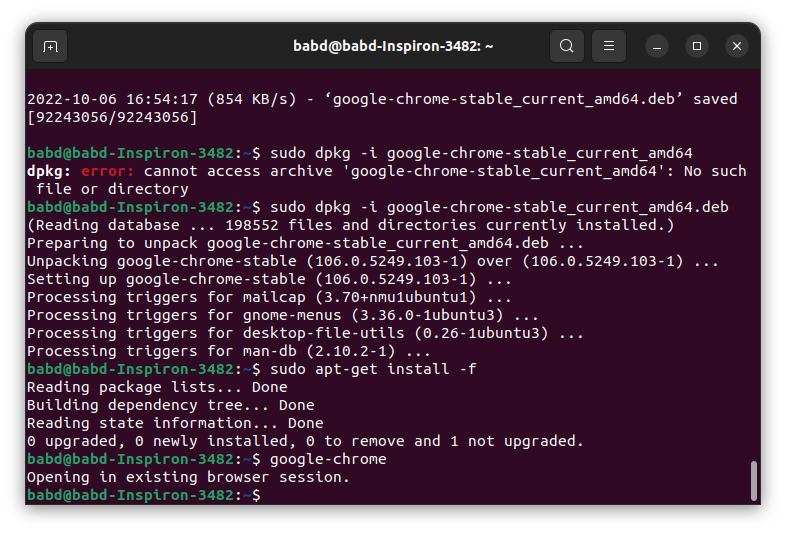 babd@babd-Inspiron-3482: ~
2022-10-06 16:54:17 (854 KB/s) - ‘google-chrome-stable_current_amd64.deb’ saved
[92243056/92243056]
babd@babd-Inspiron-3482:~$ sudo dpkg -i google-chrome-stable_current_amd64
dpkg: error: cannot access archive 'google-chrome-stable_current_amd64': No such
 file or directory
babd@babd-Inspiron-3482:~$ sudo dpkg -i google-chrome-stable_current_amd64.deb
(Reading database ... 198552 files and directories currently installed.)
Preparing to unpack google-chrome-stable_current_amd64.deb ...
Unpacking google-chrome-stable (106.0.5249.103-1) over (106.0.5249.103-1) ...
Setting up google-chrome-stable (106.0.5249.103-1) ...
Processing triggers for mailcap (3.70+nmu1ubuntu1) ...
Processing triggers for gnome-menus (3.36.0-1ubuntu3) ...
Processing triggers for desktop-file-utils (0.26-1ubuntu3) ...
Processing triggers for man-db (2.10.2-1) ...
babd@babd-Inspiron-3482:~$ sudo apt-get install -f
Reading package lists... Done
Building dependency tree... Done
Reading state information... Done
0 upgraded, 0 newly installed, 0 to remove and 1 not upgraded.
babd@babd-Inspiron-3482:~$ google-chrome
Opening in existing browser session.
babd@babd-Inspiron-3482:~$